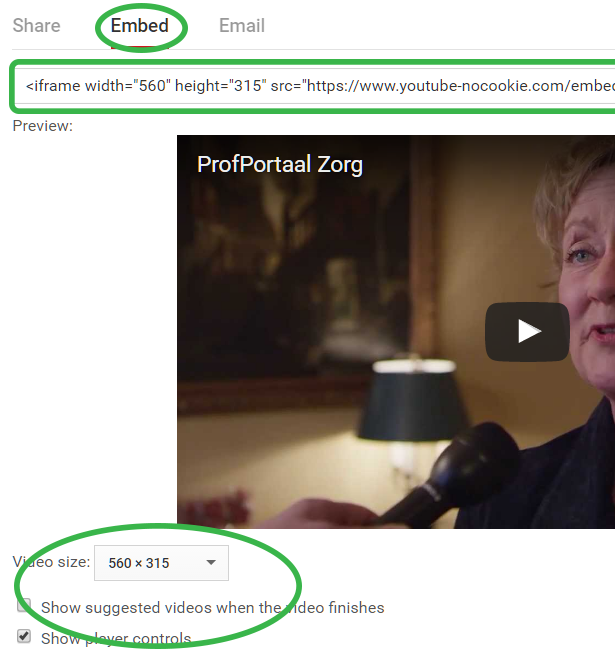 Share Embed Email
<iframe width="560" height="315" src="https://www.youtube-nocookie.com/embed
Preview:
ProfPortaal Zorg
Video size: 560 × 315
Show suggested videos when the video finishes
Show player controls